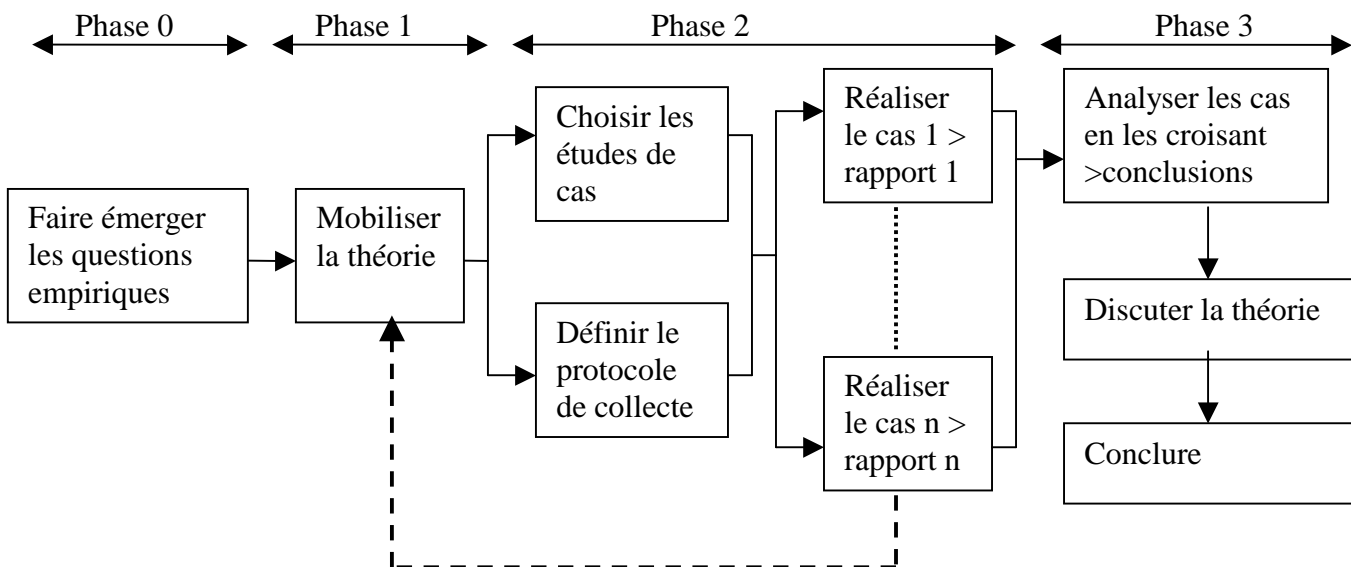 Phase 0
Phase 1
Phase 2
Phase 3
Faire émerger
les questions
empiriques
Mobiliser
la théorie
Choisir les
études de
cas
Définir le
protocole
de collecte
Réaliser
le cas 1 >
rapport 1
Réaliser
le cas n >
rapport n
Analyser les cas
en les croisant
>conclusions
Discuter la théorie
Conclure